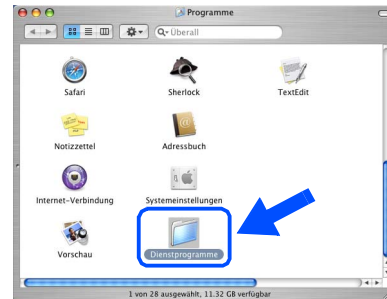 Programme
Überall
Safari
Sherlock
TextEdit
Notizzettel
Adressbuch
Internet-Verbindung
Systemeinstellungen
Vorschau
Dienstprogramme
1 von 28 ausgewählt, 11.32 GB verfügbar